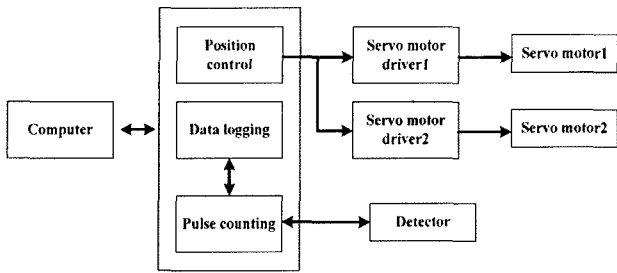 Position
control
Servo motor
driver1
Servo motor1
Computer
Data logging
Servo motor
driver2
Servo motor2
Pulse counting
Detector